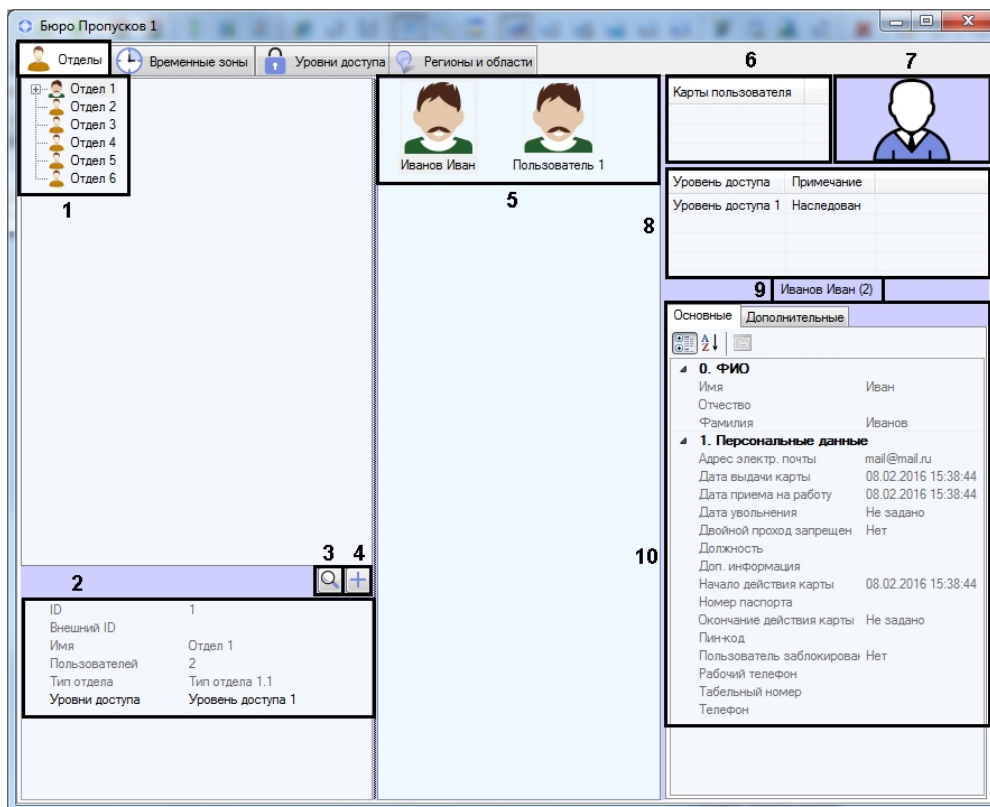 Бюро Пропусков 1
Отделы
Временные зоны
Уровни доступа
Регионы и области
6
7
Отдел 1
Отдел 2
Отдел 3
Отдел 4
Отдел 5
Отдел 6
1
Иванов Иван
Пользователь 1
5
Карты пользователя
8
Уровень доступа Примечание
Уровень доступа 1 Наследован
9
Иванов Иван (2)
Основные Дополнительные
0. ФИО
Имя Иван
Отчество
Фамилия Иванов
1. Персональные данные
Адрес электр. почты mail@mail.ru
Дата выдачи карты 08.02.2016 15:38:44
Дата приема на работу 08.02.2016 15:38:44
Дата увольнения Не задано
Двойной проход запрещен Нет
Должность
Доп. информация
Начало действия карты 08.02.2016 15:38:44
Номер паспорта
Окончание действия карты Не задано
Пин-код
Пользователь заблокирован Нет
Рабочий телефон
Табельный номер
Телефон
10
2
3
4
ID 1
Внешний ID
Имя Отдел 1
Пользователей 2
Тип отдела Тип отдела 1.1
Уровни доступа Уровень доступа 1